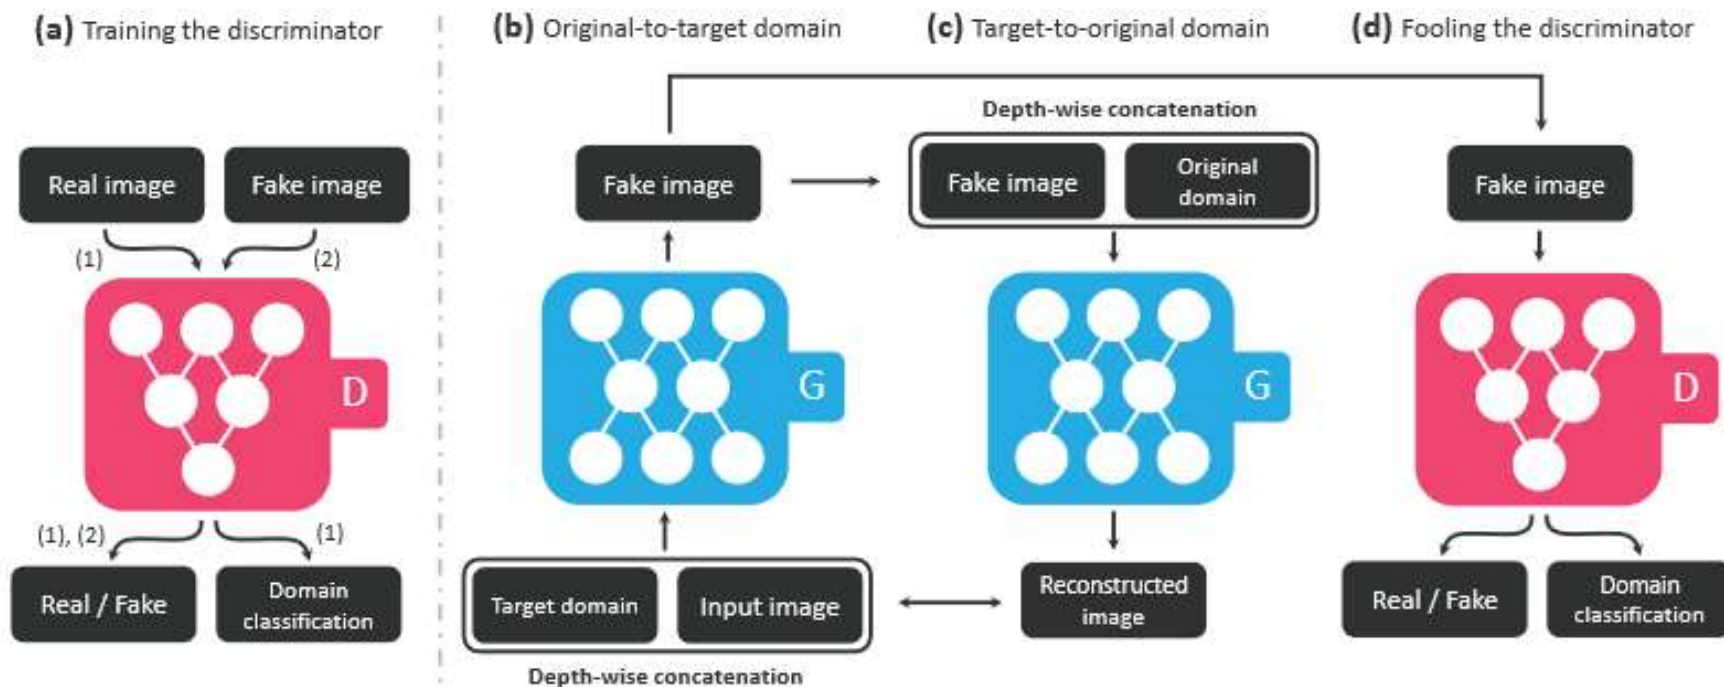 (a) Training the discriminator
(b) Original-to-target domain
(c) Target-to-original domain
(d) Fooling the discriminator
Real image
Fake image
(1)
(2)
D
(1), (2)
(1)
Real / Fake
Domain
classification
Fake image
G
Target domain
Input image
Depth-wise concatenation
Depth-wise concatenation
Fake image
Original
domain
G
Reconstructed
image
Fake image
D
Real / Fake
Domain
classification